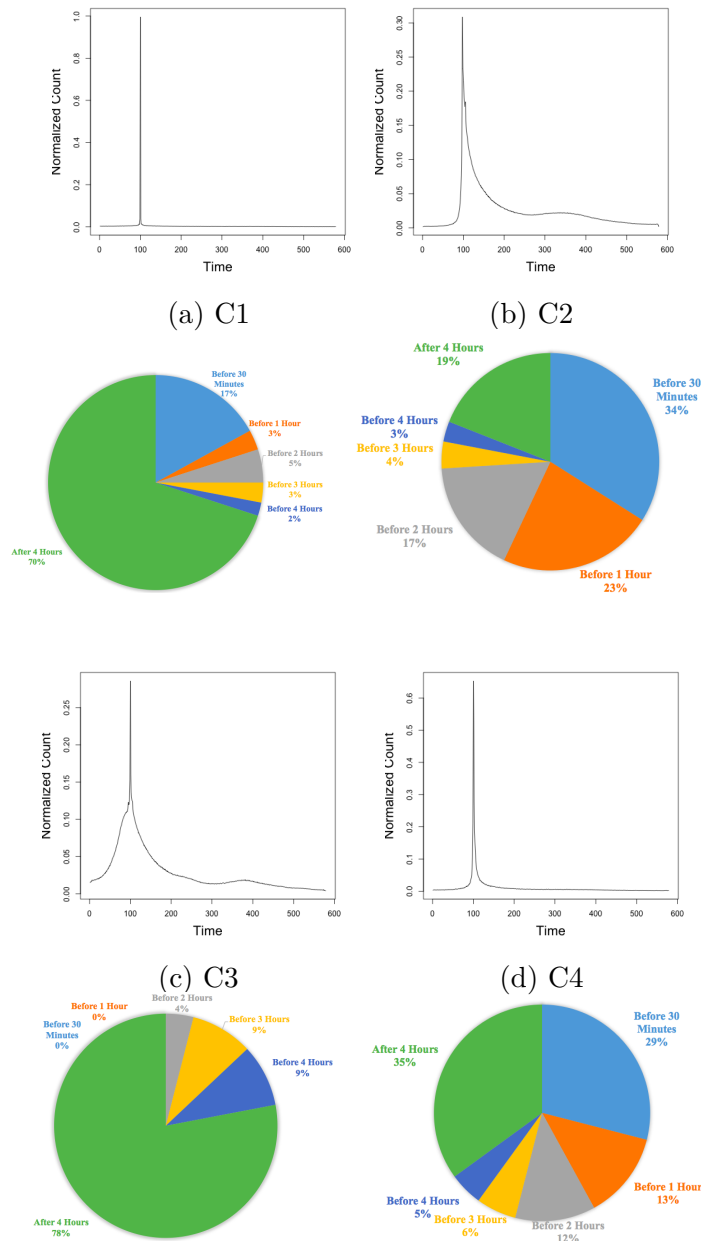 Normalized Count
0.0 0.2 0.4 0.6 0.8 1.0
0 100 200 300 400 500 600
Time
(a) C1
Normalized Count
0.00 0.05 0.10 0.15 0.20 0.25 0.30
0 100 200 300 400 500 600
Time
(b) C2
Before 30
Minutes
17%
Before 1 Hour
3%
Before 2 Hours
5%
Before 3 Hours
3%
Before 4 Hours
2%
After 4 Hours
70%
After 4 Hours
19%
Before 30
Minutes
34%
Before 4 Hours
3%
Before 3 Hours
4%
Before 2 Hours
17%
Before 1 Hour
23%
Normalized Count
0.00 0.05 0.10 0.15 0.20 0.25
0 100 200 300 400 500 600
Time
(c) C3
Normalized Count
0.0 0.1 0.2 0.3 0.4 0.5 0.6
0 100 200 300 400 500 600
Time
(d) C4
Before 1 Hour
0%
Before 30
Minutes
0%
Before 2 Hours
4%
Before 3 Hours
9%
Before 4 Hours
9%
After 4 Hours
78%
After 4 Hours
35%
Before 30
Minutes
29%
Before 1 Hour
13%
Before 4 Hours
5%
Before 3 Hours
6%
Before 2 Hours
12%